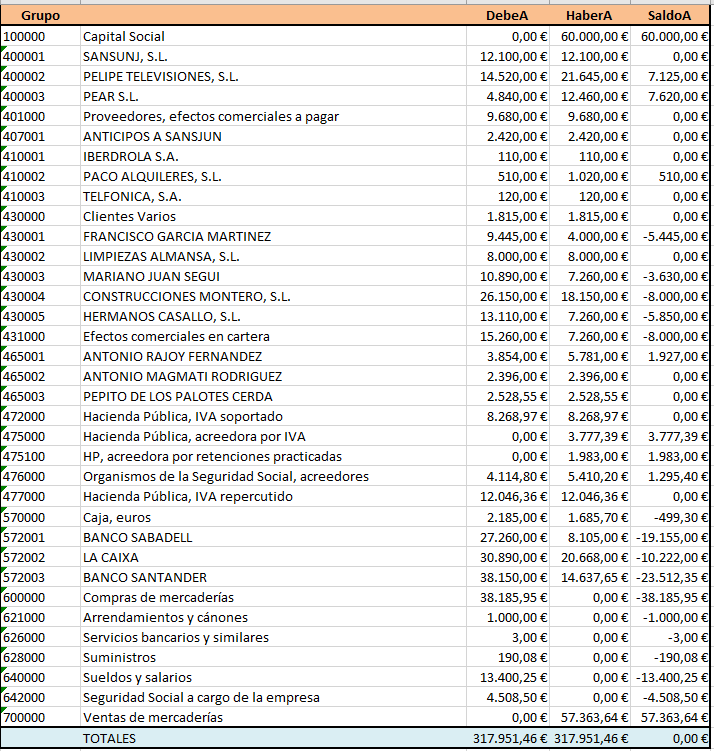 Grupo DebeA HaberA SaldoA
100000 Capital Social 0,00 € 60.000,00 € 60.000,00 €
400001 SANSUNJ, S.L. 12.100,00 € 12.100,00 € 0,00 €
400002 PELIPE TELEVISIONES, S.L. 14.520,00 € 21.645,00 € 7.125,00 €
400003 PEAR S.L. 4.840,00 € 12.460,00 € 7.620,00 €
401000 Proveedores, efectos comerciales a pagar 9.680,00 € 9.680,00 € 0,00 €
407001 ANTICIPOS A SANSJUN 2.420,00 € 2.420,00 € 0,00 €
410001 IBERDROLA S.A. 110,00 € 110,00 € 0,00 €
410002 PACO ALQUILERES, S.L. 510,00 € 1.020,00 € 510,00 €
410003 TELFONICA, S.A. 120,00 € 120,00 € 0,00 €
430000 Clientes Varios 1.815,00 € 1.815,00 € 0,00 €
430001 FRANCISCO GARCIA MARTINEZ 9.445,00 € 4.000,00 € -5.445,00 €
430002 LIMPIEZAS ALMANSA, S.L. 8.000,00 € 8.000,00 € 0,00 €
430003 MARIANO JUAN SEGUI 10.890,00 € 7.260,00 € -3.630,00 €
430004 CONSTRUCCIONES MONTERO, S.L. 26.150,00 € 18.150,00 € -8.000,00 €
430005 HERMANOS CASALLO, S.L. 13.110,00 € 7.260,00 € -5.850,00 €
431000 Efectos comerciales en cartera 15.260,00 € 7.260,00 € -8.000,00 €
465001 ANTONIO RAJOY FERNANDEZ 3.854,00 € 5.781,00 € 1.927,00 €
465002 ANTONIO MAGMATI RODRIGUEZ 2.396,00 € 2.396,00 € 0,00 €
465003 PEPITO DE LOS PALOTES CERDA 2.528,55 € 2.528,55 € 0,00 €
472000 Hacienda Pública, IVA soportado 8.268,97 € 8.268,97 € 0,00 €
475000 Hacienda Pública, acreedora por IVA 0,00 € 3.777,39 € 3.777,39 €
475100 HP, acreedora por retenciones practicadas 0,00 € 1.983,00 € 1.983,00 €
476000 Organismos de la Seguridad Social, acreedores 4.114,80 € 5.410,20 € 1.295,40 €
477000 Hacienda Pública, IVA repercutido 12.046,36 € 12.046,36 € 0,00 €
570000 Caja, euros 2.185,00 € 1.685,70 € -499,30 €
572001 BANCO SABADELL 27.260,00 € 8.105,00 € -19.155,00 €
572002 LA CAIXA 30.890,00 € 20.668,00 € -10.222,00 €
572003 BANCO SANTANDER 38.150,00 € 14.637,65 € -23.512,35 €
600000 Compras de mercaderías 38.185,95 € 0,00 € -38.185,95 €
621000 Arrendamientos y cánones 1.000,00 € 0,00 € -1.000,00 €
626000 Servicios bancarios y similares 3,00 € 0,00 € -3,00 €
628000 Suministros 190,08 € 0,00 € -190,08 €
640000 Sueldos y salarios 13.400,25 € 0,00 € -13.400,25 €
642000 Seguridad Social a cargo de la empresa 4.508,50 € 0,00 € -4.508,50 €
700000 Ventas de mercaderías 0,00 € 57.363,64 € 57.363,64 €
TOTALES 317.951,46 € 317.951,46 € 0,00 €